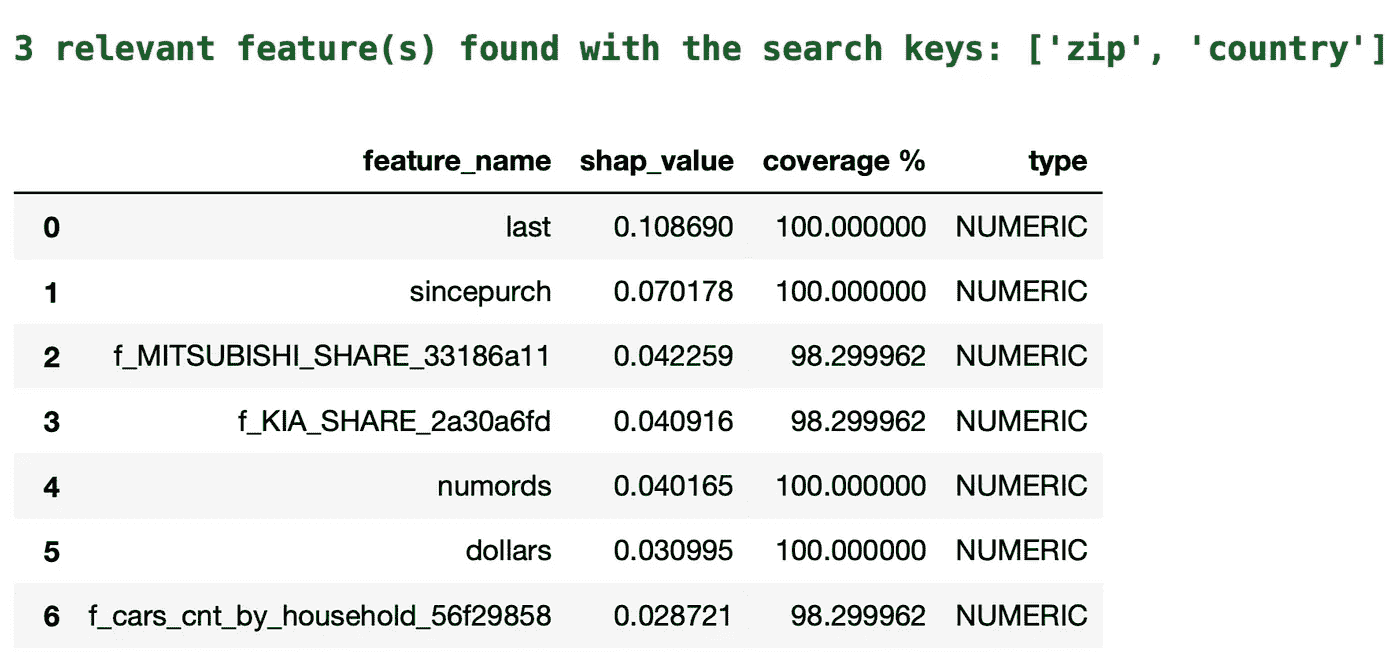 3 relevant feature(s) found with the search keys: ['zip', 'country']
feature_name shap_value coverage % type
0 last 0.108690 100.000000 NUMERIC
1 sincepurch 0.070178 100.000000 NUMERIC
2 f_MITSUBISHI_SHARE_33186a11 0.042259 98.299962 NUMERIC
3 f_KIA_SHARE_2a30a6fd 0.040916 98.299962 NUMERIC
4 numords 0.040165 100.000000 NUMERIC
5 dollars 0.030995 100.000000 NUMERIC
6 f_cars_cnt_by_household_56f29858 0.028721 98.299962 NUMERIC